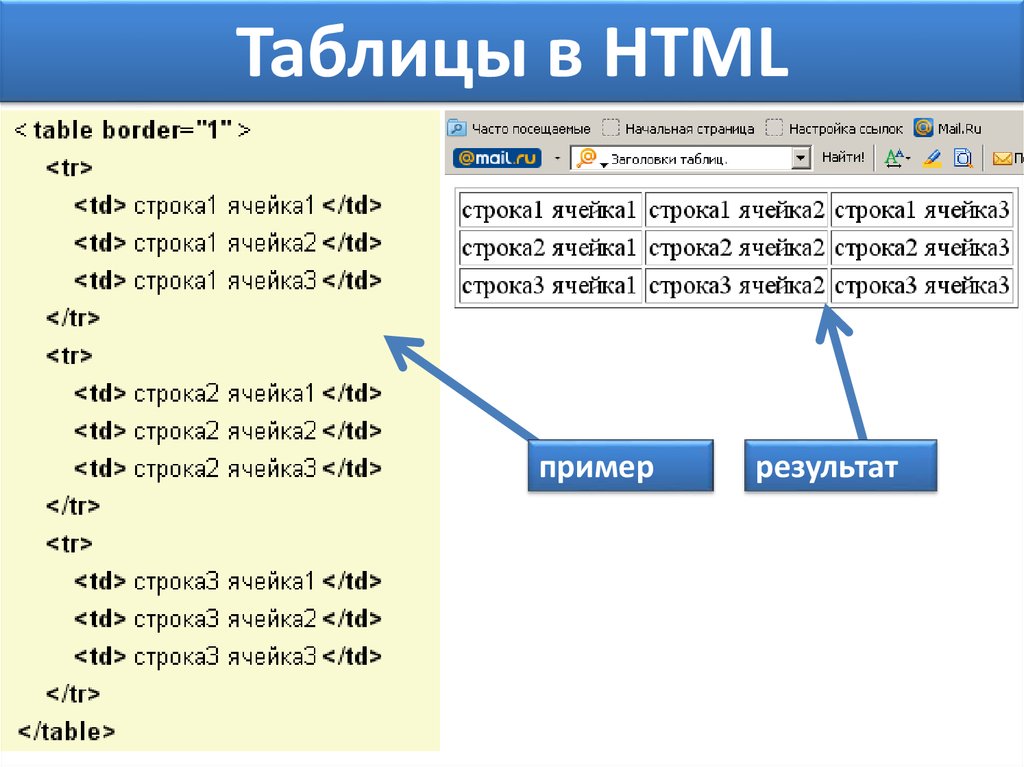 Таблицы в HTML
< table border="1" >
<tr>
<td> строка1 ячейка1 </td>
<td> строка1 ячейка2 </td>
<td> строка1 ячейка3 </td>
</tr>
<tr>
<td> строка2 ячейка1 </td>
<td> строка2 ячейка2 </td>
<td> строка2 ячейка3 </td>
</tr>
<tr>
<td> строка3 ячейка1 </td>
<td> строка3 ячейка2 </td>
<td> строка3 ячейка3 </td>
</tr>
</table>
Часто посещаемые Начальная страница Настройка ссылок Mail.Ru
@mail.ru Заголовки таблиц. Найти! П
строка1 ячейка1 строка1 ячейка2 строка1 ячейка3
строка2 ячейка1 строка2 ячейка2 строка2 ячейка3
строка3 ячейка1 строка3 ячейка2 строка3 ячейка3
пример результат